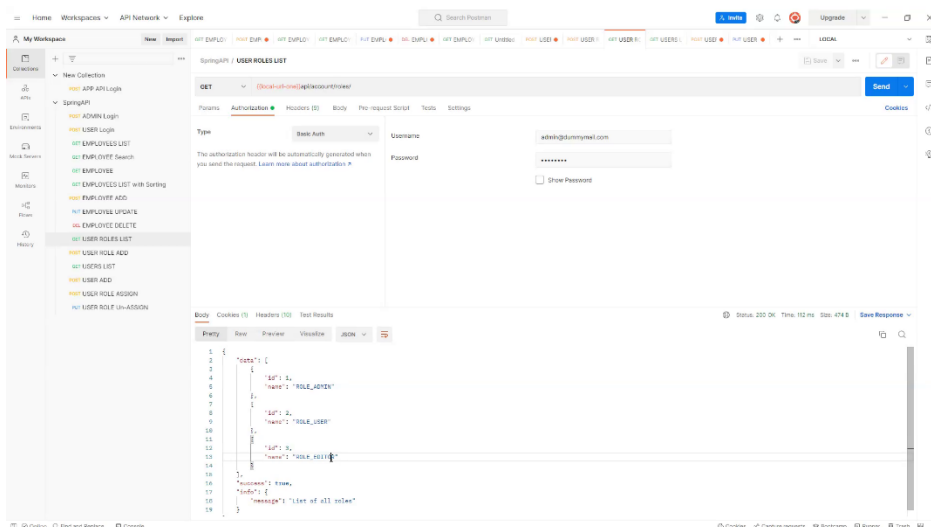 Home Workspaces API Network Explore Search Postman Invite Upgrade
My Workspace New Import LOCAL
SpringAPI / USER ROLES LIST Save
Collections
APIs
Environments
Mock Servers
Monitors
Flows
History
New Collection
POST APP API Login
SpringAPI
POST ADMIN Login
POST USER Login
GET EMPLOYEES LIST
GET EMPLOYEE Search
GET EMPLOYEE
GET EMPLOYEES LIST with Sorting
POST EMPLOYEE ADD
PUT EMPLOYEE UPDATE
DEL EMPLOYEE DELETE
GET USER ROLES LIST
POST USER ROLE ADD
GET USERS LIST
POST USER ADD
POST USER ROLE ASSIGN
PUT USER ROLE Un-ASSIGN
GET {{local-url-one}}api/account/roles/ Send
Params Authorization Headers (9) Body Pre-request Script Tests Settings Cookies
Type Basic Auth
The authorization header will be automatically generated when
you send the request. Learn more about authorization
Username admin@dummymail.com
Password ••••••••
Show Password
Body Cookies (1) Headers (10) Test Results Status: 200 OK Time: 112 ms Size: 474 B Save Response
Pretty Raw Preview Visualize JSON
1 {
2 "data": [
3 {
4 "id": 1,
5 "name": "ROLE_ADMIN"
6 },
7 {
8 "id": 2,
9 "name": "ROLE_USER"
10 },
11 {
12 "id": 3,
13 "name": "ROLE_EDITOR"
14 }
15 ],
16 "success": true,
17 "info": {
18 "message": "List of all roles"
19 }
Online Find and Replace Console Cookies Capture requests Bootcamp Runner Trash